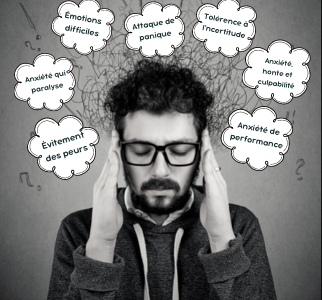 Émotions
difficiles
Attaque de
panique
Tolérance à
l'incertitude
Anxiété qui
paralyse
Anxiété,
honte et
culpabilité
Évitement
des peurs
Anxiété de
performance